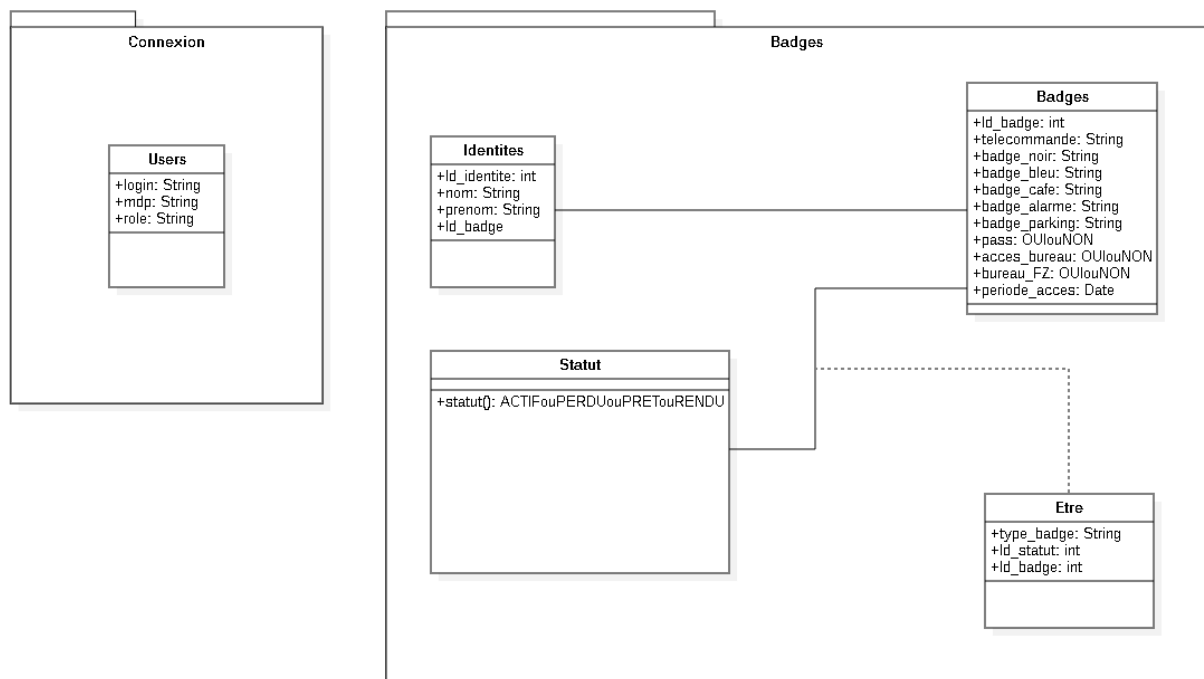 Connexion
Users
+login: String
+mdp: String
+role: String
Badges
Identites
+Id_identite: int
+nom: String
+prenom: String
+Id_badge
Badges
+Id_badge: int
+telecommande: String
+badge_noir: String
+badge_bleu: String
+badge_cafe: String
+badge_alarme: String
+badge_parking: String
+pass: OUIouNON
+acces_bureau: OUIouNON
+bureau_FZ: OUIouNON
+periode_acces: Date
Statut
+statut(): ACTIFouPERDUouPRETouRENDU
Etre
+type_badge: String
+Id_statut: int
+Id_badge: int